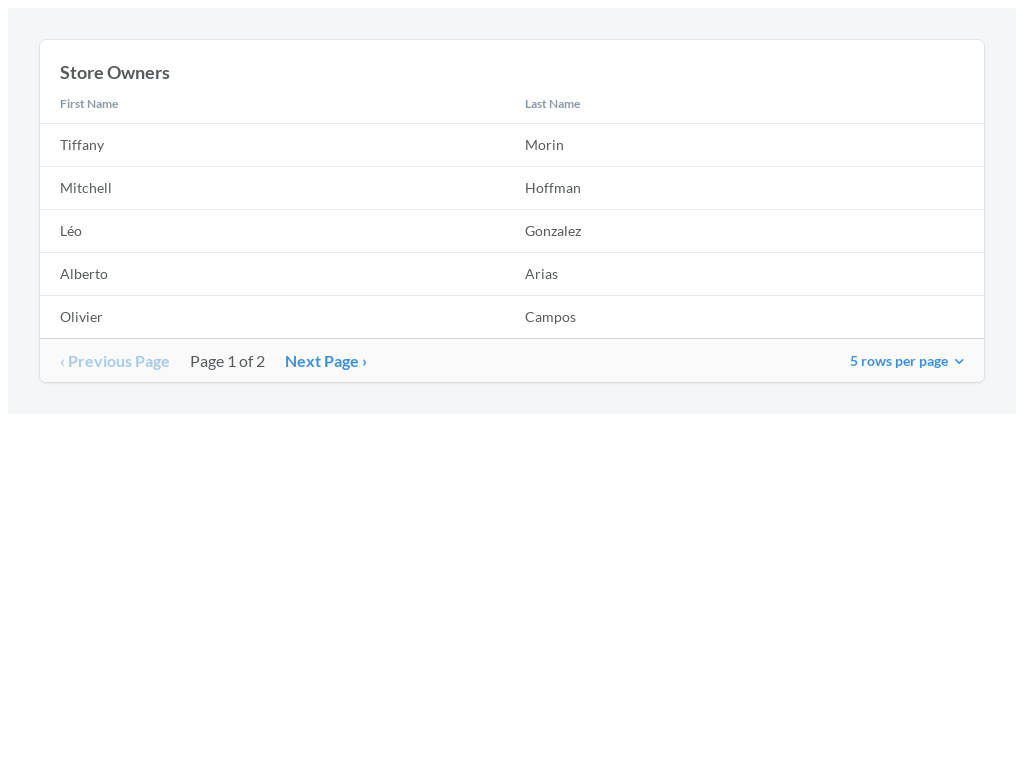 Store Owners
First Name Last Name
Tiffany Morin
Mitchell Hoffman
Léo Gonzalez
Alberto Arias
Olivier Campos
‹ Previous Page Page 1 of 2 Next Page › 5 rows per page